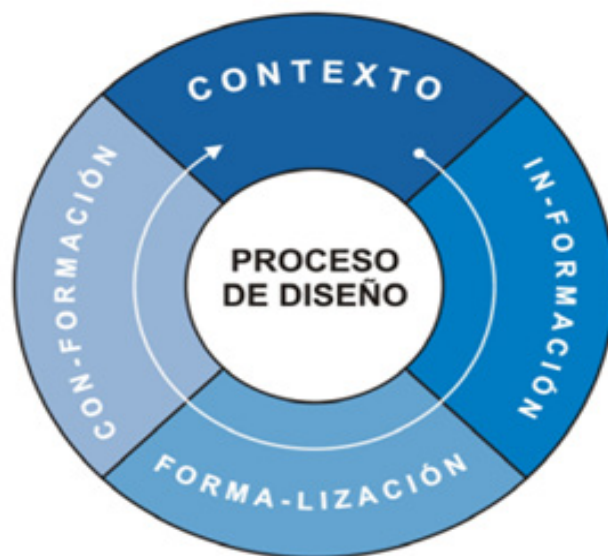 CONTEXTO
IN-FORMACIÓN
FORMA-LIZACIÓN
CON-FORMACIÓN
PROCESO
DE DISEÑO